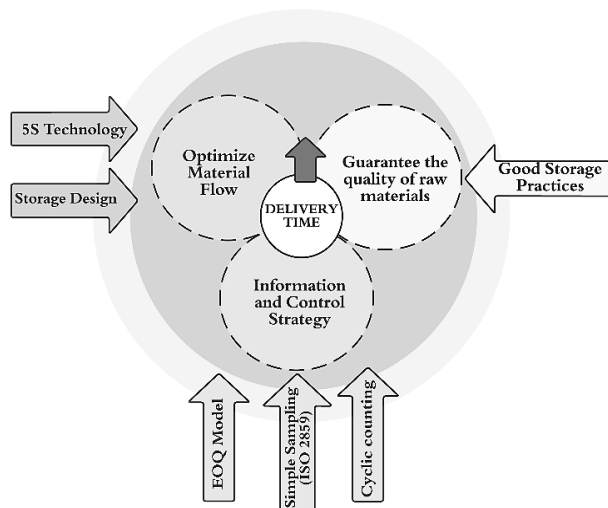 5S Technology
Storage Design
Optimize
Material
Flow
Guarantee the
quality of raw
materials
Good Storage
Practices
DELIVERY
TIME
Information
and Control
Strategy
EOQ Model
Simple Sampling
(ISO 2859)
Cyclic counting